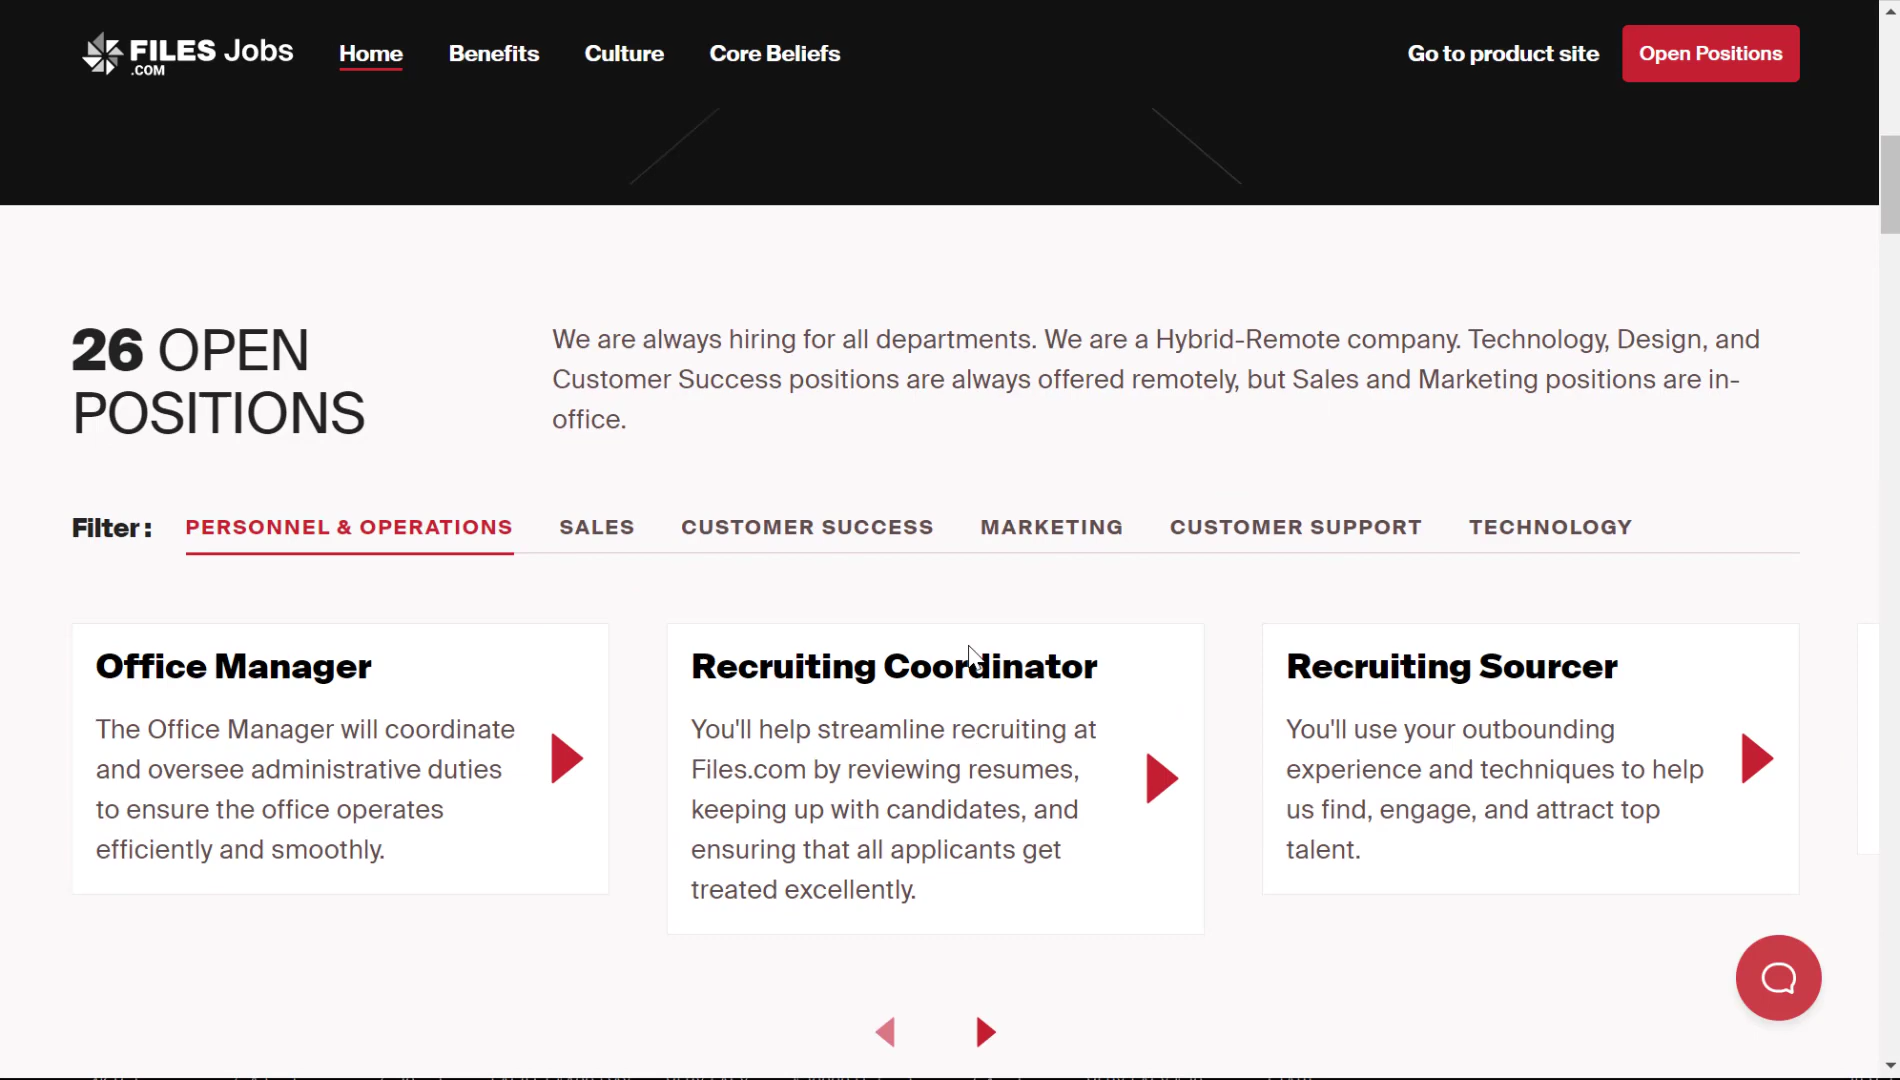 FILES Jobs
.COM
Home
Benefits
Culture
Core Beliefs
Go to product site
Open Positions
26 OPEN
POSITIONS
We are always hiring for all departments. We are a Hybrid-Remote company. Technology, Design, and
Customer Success positions are always offered remotely, but Sales and Marketing positions are in-
office.
Filter:
PERSONNEL & OPERATIONS
SALES
CUSTOMER SUCCESS
MARKETING
CUSTOMER SUPPORT
TECHNOLOGY
Office Manager
The Office Manager will coordinate
and oversee administrative duties
to ensure the office operates
efficiently and smoothly.
Recruiting Coordinator
You'll help streamline recruiting at
Files.com by reviewing resumes,
keeping up with candidates, and
ensuring that all applicants get
treated excellently.
Recruiting Sourcer
You'll use your outbounding
experience and techniques to help
us find, engage, and attract top
talent.